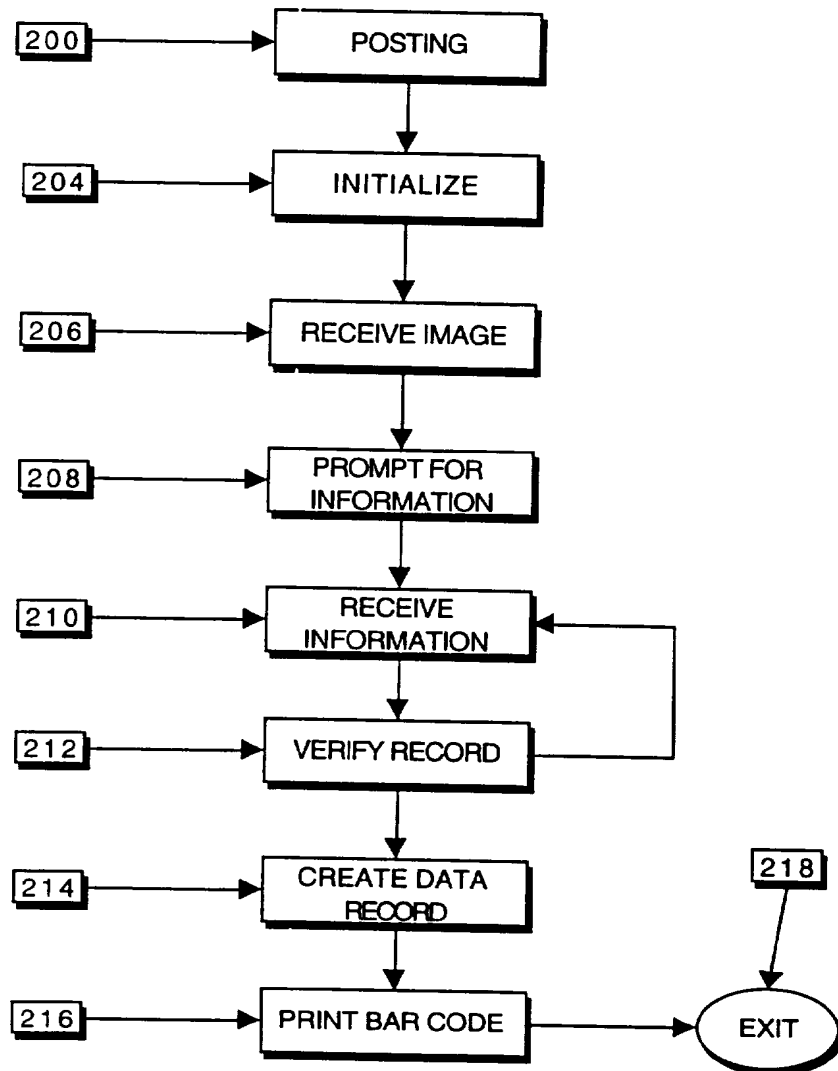 200
POSTING
204
INITIALIZE
206
RECEIVE IMAGE
208
PROMPT FOR
INFORMATION
210
RECEIVE
INFORMATION
212
VERIFY RECORD
214
CREATE DATA
RECORD
218
216
PRINT BAR CODE
EXIT